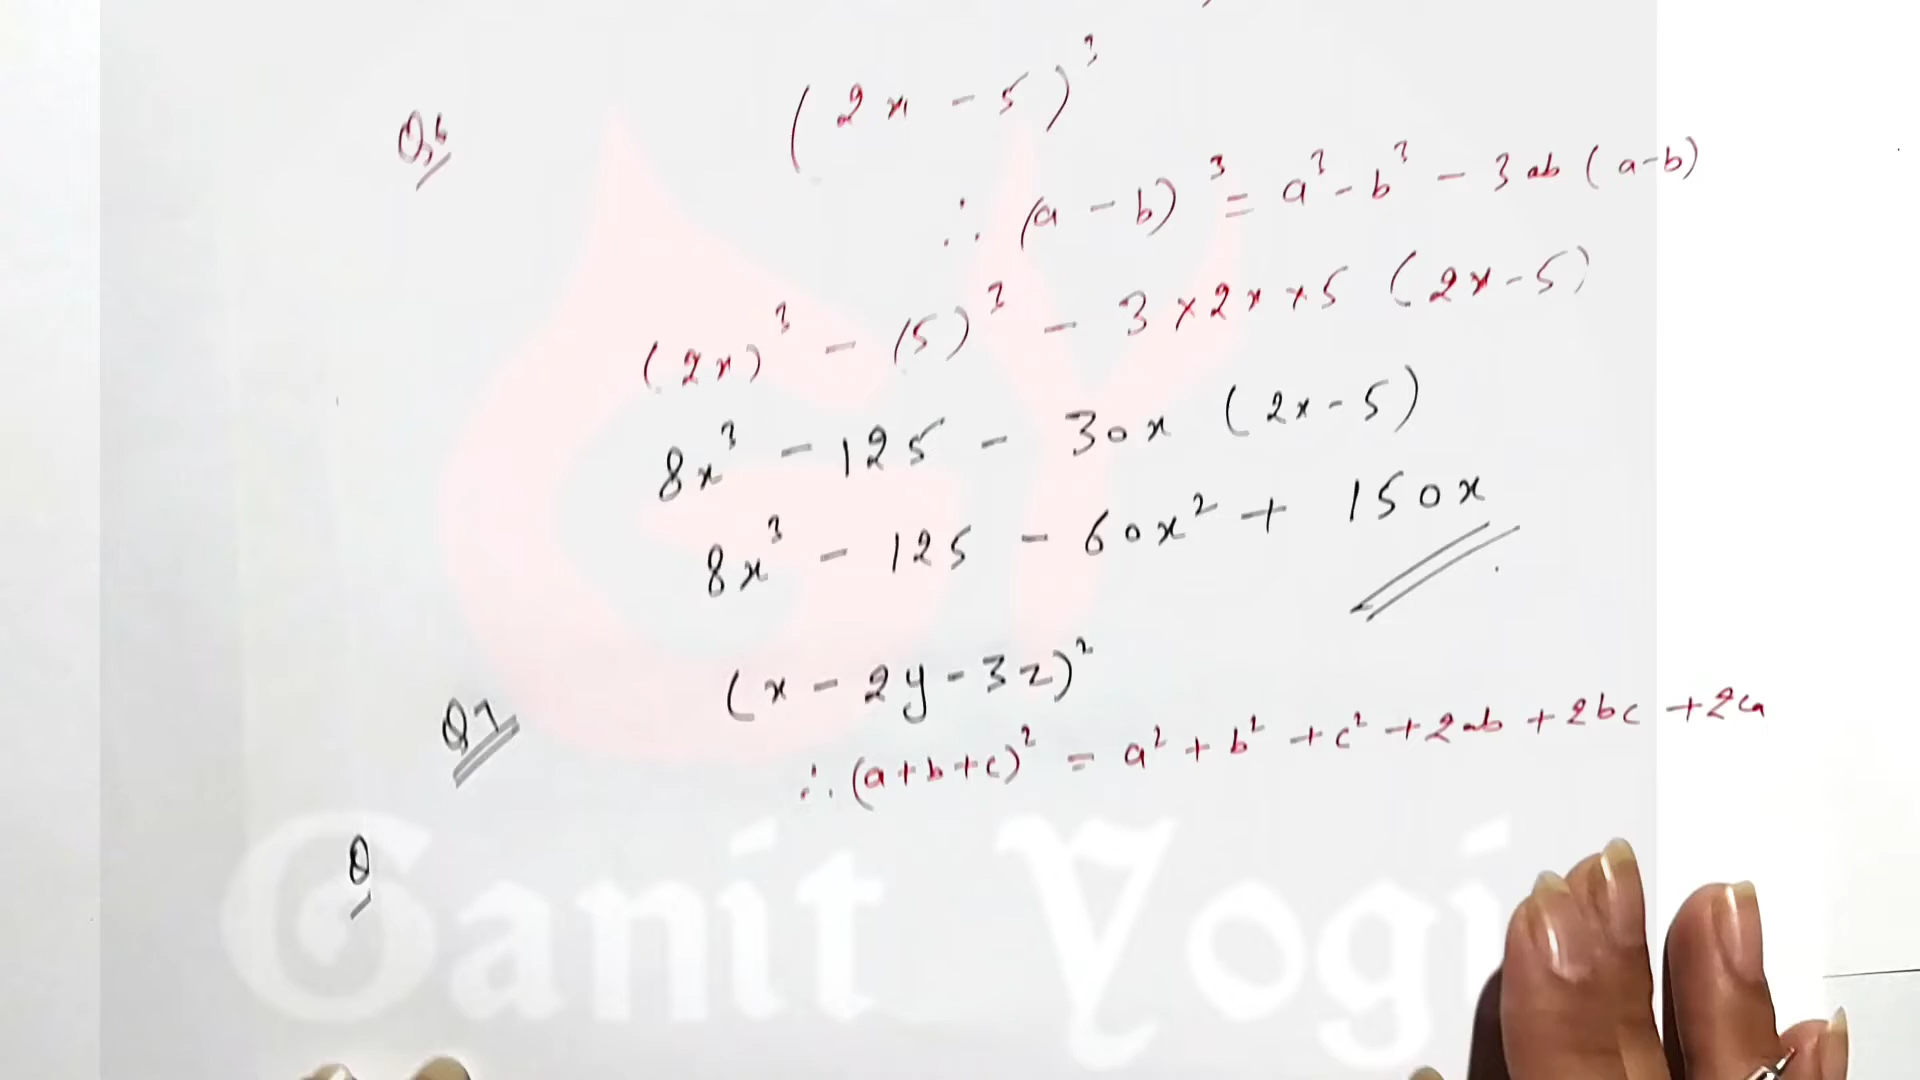 Q6 (2x - 5)³
∴ (a - b)³ = a³ - b³ - 3ab (a-b)
(2x)³ - (5)³ - 3×2x×5 (2x-5)
8x³ - 125 - 30x (2x-5)
8x³ - 125 - 60x² + 150x
Q7 (x - 2y - 3z)²
∴ (a+b+c)² = a² + b² + c² + 2ab + 2bc + 2ca
Q
Ganit Yogi